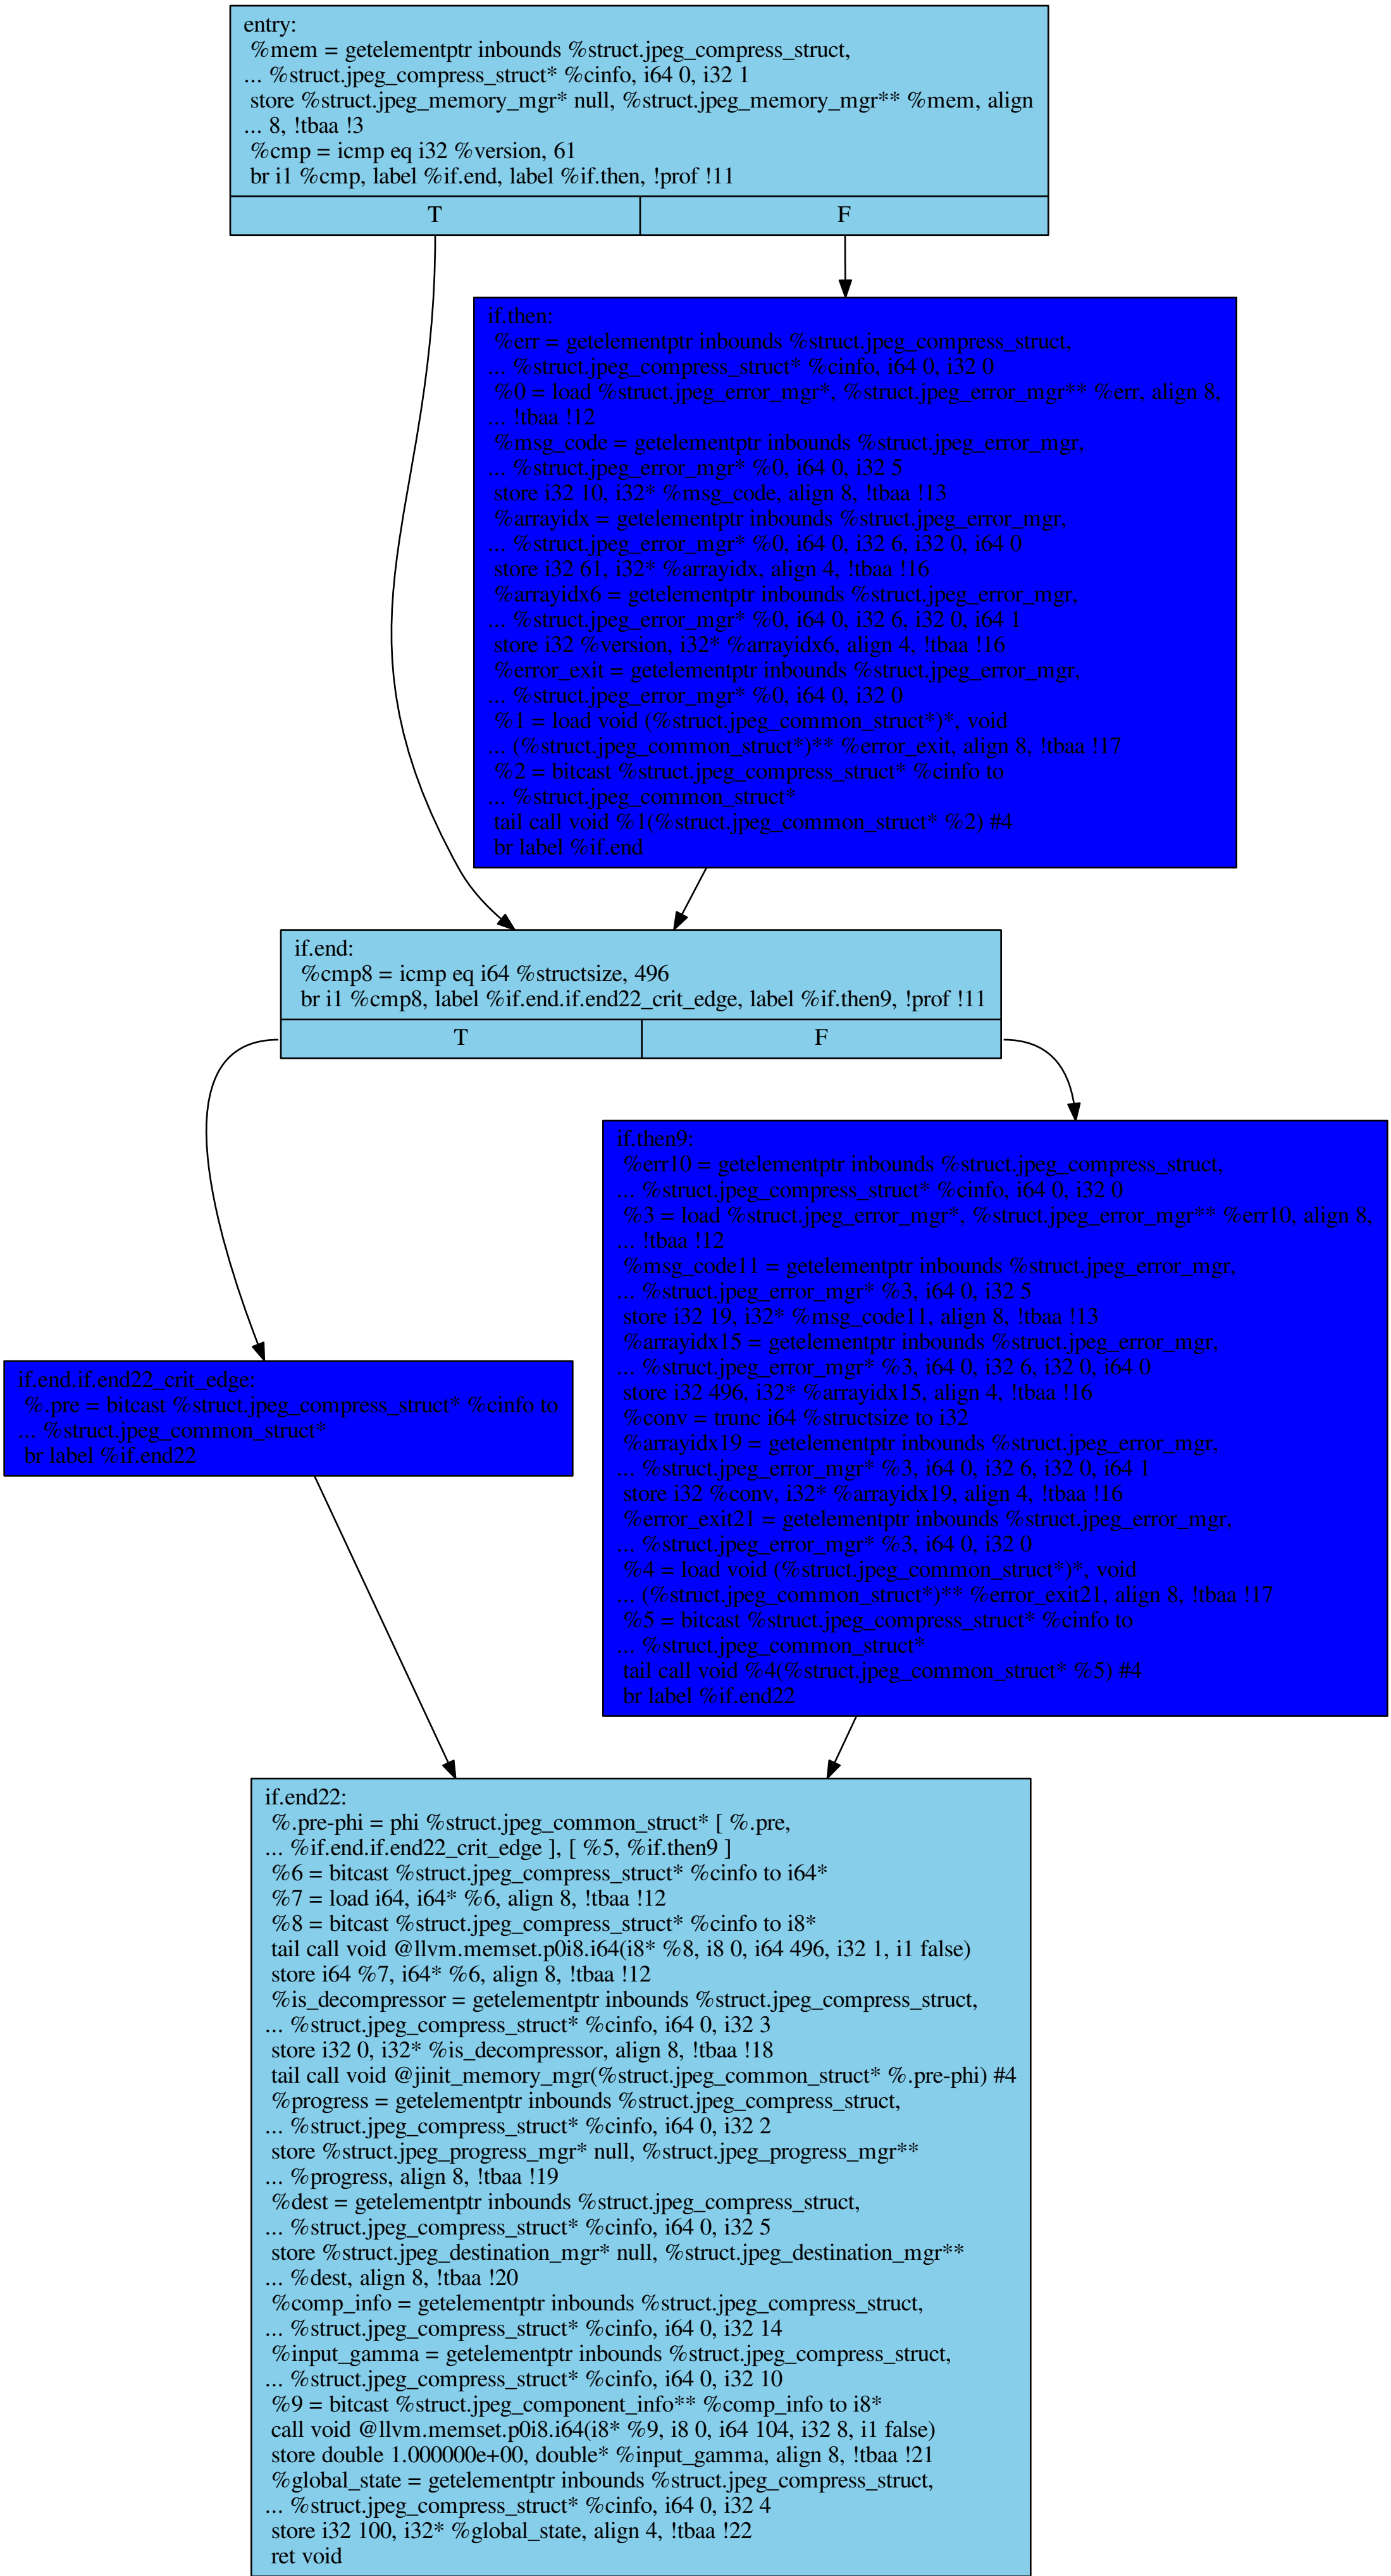 entry:
%mem = getelementptr inbounds %struct.jpeg_compress_struct,
... %struct.jpeg_compress_struct* %cinfo, i64 0, i32 1
store %struct.jpeg_memory_mgr* null, %struct.jpeg_memory_mgr** %mem, align
... 8, !tbaa !3
%cmp = icmp eq i32 %version, 61
br i1 %cmp, label %if.end, label %if.then, !prof !11
T
F
if.then:
%err = getelementptr inbounds %struct.jpeg_compress_struct,
... %struct.jpeg_compress_struct* %cinfo, i64 0, i32 0
%0 = load %struct.jpeg_error_mgr*, %struct.jpeg_error_mgr** %err, align 8,
... !tbaa !12
%msg_code = getelementptr inbounds %struct.jpeg_error_mgr,
... %struct.jpeg_error_mgr* %0, i64 0, i32 5
store i32 10, i32* %msg_code, align 8, !tbaa !13
%arrayidx = getelementptr inbounds %struct.jpeg_error_mgr,
... %struct.jpeg_error_mgr* %0, i64 0, i32 6, i32 0, i64 0
store i32 61, i32* %arrayidx, align 4, !tbaa !16
%arrayidx6 = getelementptr inbounds %struct.jpeg_error_mgr,
... %struct.jpeg_error_mgr* %0, i64 0, i32 6, i32 0, i64 1
store i32 %version, i32* %arrayidx6, align 4, !tbaa !16
%error_exit = getelementptr inbounds %struct.jpeg_error_mgr,
... %struct.jpeg_error_mgr* %0, i64 0, i32 0
%1 = load void (%struct.jpeg_common_struct*)*, void
... (%struct.jpeg_common_struct*)** %error_exit, align 8, !tbaa !17
%2 = bitcast %struct.jpeg_compress_struct* %cinfo to
... %struct.jpeg_common_struct*
tail call void %1(%struct.jpeg_common_struct* %2) #4
br label %if.end
if.end:
%cmp8 = icmp eq i64 %structsize, 496
br i1 %cmp8, label %if.end.if.end22_crit_edge, label %if.then9, !prof !11
T
F
if.then9:
%err10 = getelementptr inbounds %struct.jpeg_compress_struct,
... %struct.jpeg_compress_struct* %cinfo, i64 0, i32 0
%3 = load %struct.jpeg_error_mgr*, %struct.jpeg_error_mgr** %err10, align 8,
... !tbaa !12
%msg_code11 = getelementptr inbounds %struct.jpeg_error_mgr,
... %struct.jpeg_error_mgr* %3, i64 0, i32 5
store i32 19, i32* %msg_code11, align 8, !tbaa !13
%arrayidx15 = getelementptr inbounds %struct.jpeg_error_mgr,
... %struct.jpeg_error_mgr* %3, i64 0, i32 6, i32 0, i64 0
store i32 496, i32* %arrayidx15, align 4, !tbaa !16
%conv = trunc i64 %structsize to i32
%arrayidx19 = getelementptr inbounds %struct.jpeg_error_mgr,
... %struct.jpeg_error_mgr* %3, i64 0, i32 6, i32 0, i64 1
store i32 %conv, i32* %arrayidx19, align 4, !tbaa !16
%error_exit21 = getelementptr inbounds %struct.jpeg_error_mgr,
... %struct.jpeg_error_mgr* %3, i64 0, i32 0
%4 = load void (%struct.jpeg_common_struct*)*, void
... (%struct.jpeg_common_struct*)** %error_exit21, align 8, !tbaa !17
%5 = bitcast %struct.jpeg_compress_struct* %cinfo to
... %struct.jpeg_common_struct*
tail call void %4(%struct.jpeg_common_struct* %5) #4
br label %if.end22
if.end.if.end22_crit_edge:
%.pre = bitcast %struct.jpeg_compress_struct* %cinfo to
... %struct.jpeg_common_struct*
br label %if.end22
if.end22:
%.pre-phi = phi %struct.jpeg_common_struct* [ %.pre,
... %if.end.if.end22_crit_edge ], [ %5, %if.then9 ]
%6 = bitcast %struct.jpeg_compress_struct* %cinfo to i64*
%7 = load i64, i64* %6, align 8, !tbaa !12
%8 = bitcast %struct.jpeg_compress_struct* %cinfo to i8*
tail call void @llvm.memset.p0i8.i64(i8* %8, i8 0, i64 496, i32 1, i1 false)
store i64 %7, i64* %6, align 8, !tbaa !12
%is_decompressor = getelementptr inbounds %struct.jpeg_compress_struct,
... %struct.jpeg_compress_struct* %cinfo, i64 0, i32 3
store i32 0, i32* %is_decompressor, align 8, !tbaa !18
tail call void @jinit_memory_mgr(%struct.jpeg_common_struct* %.pre-phi) #4
%progress = getelementptr inbounds %struct.jpeg_compress_struct,
... %struct.jpeg_compress_struct* %cinfo, i64 0, i32 2
store %struct.jpeg_progress_mgr* null, %struct.jpeg_progress_mgr**
... %progress, align 8, !tbaa !19
%dest = getelementptr inbounds %struct.jpeg_compress_struct,
... %struct.jpeg_compress_struct* %cinfo, i64 0, i32 5
store %struct.jpeg_destination_mgr* null, %struct.jpeg_destination_mgr**
... %dest, align 8, !tbaa !20
%comp_info = getelementptr inbounds %struct.jpeg_compress_struct,
... %struct.jpeg_compress_struct* %cinfo, i64 0, i32 14
%input_gamma = getelementptr inbounds %struct.jpeg_compress_struct,
... %struct.jpeg_compress_struct* %cinfo, i64 0, i32 10
%9 = bitcast %struct.jpeg_component_info** %comp_info to i8*
call void @llvm.memset.p0i8.i64(i8* %9, i8 0, i64 104, i32 8, i1 false)
store double 1.000000e+00, double* %input_gamma, align 8, !tbaa !21
%global_state = getelementptr inbounds %struct.jpeg_compress_struct,
... %struct.jpeg_compress_struct* %cinfo, i64 0, i32 4
store i32 100, i32* %global_state, align 4, !tbaa !22
ret void